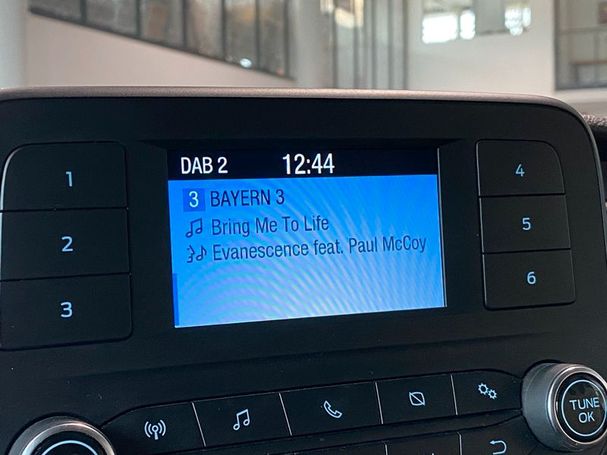 DAB 2 12:44
3 BAYERN 3
Bring Me To Life
Evanescence feat. Paul McCoy
1
2
3
4
5
6
TUNE
OK